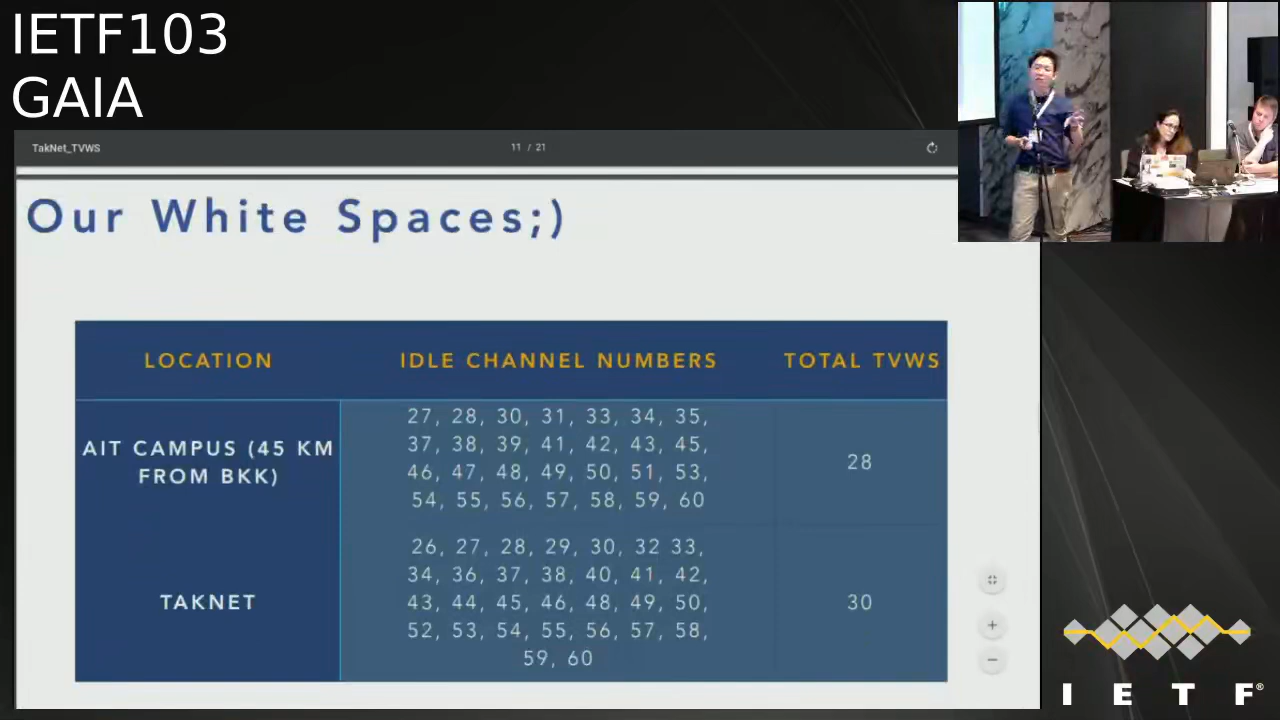 IETF103
GAIA
TakNet_TVWS
11 / 21
Our White Spaces;)
LOCATION
IDLE CHANNEL NUMBERS
TOTAL TVWS
AIT CAMPUS (45 KM
FROM BKK)
27, 28, 30, 31, 33, 34, 35,
37, 38, 39, 41, 42, 43, 45,
46, 47, 48, 49, 50, 51, 53,
54, 55, 56, 57, 58, 59, 60
28
TAKNET
26, 27, 28, 29, 30, 32 33,
34, 36, 37, 38, 40, 41, 42,
43, 44, 45, 46, 48, 49, 50,
52, 53, 54, 55, 56, 57, 58,
59, 60
30
I E T F®